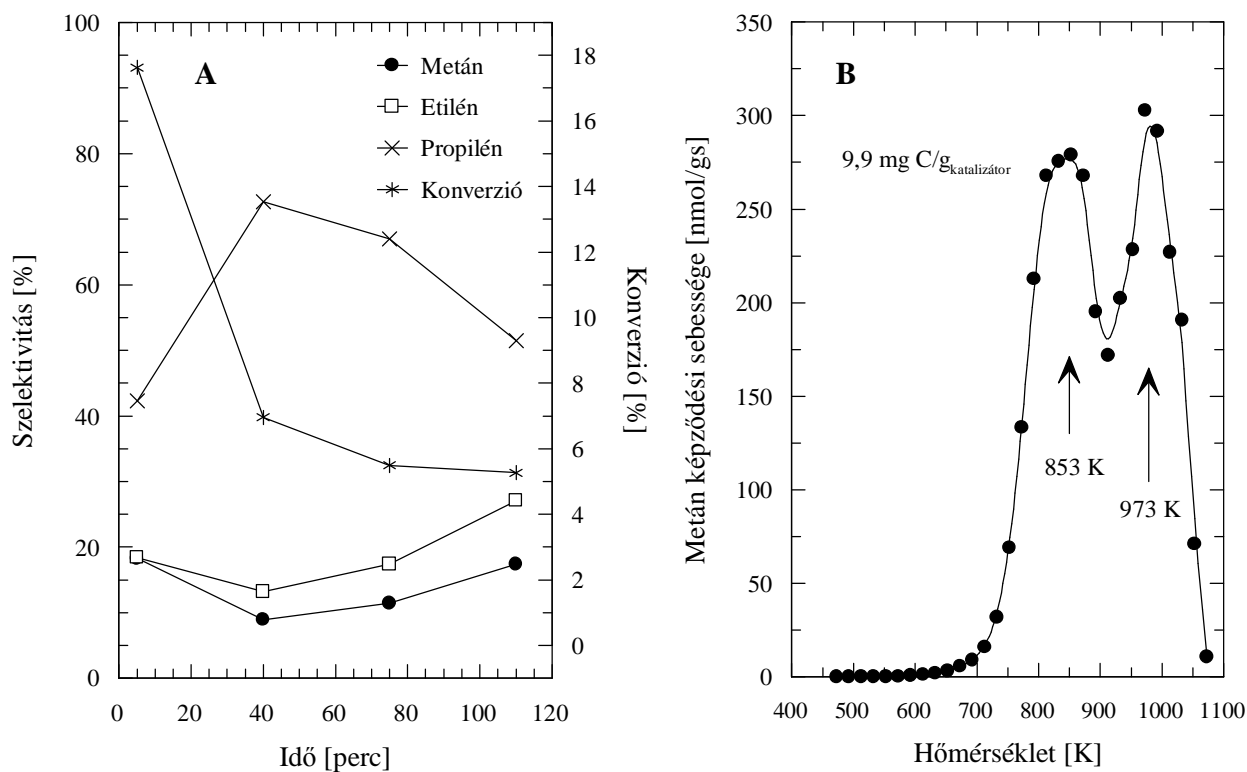 A
Metán
Etilén
Propilén
Konverzió
100
80
60
40
20
0
Szelektivitás [%]
18
16
14
12
10
8
6
4
2
0
Konverzió [%]
0 20 40 60 80 100 120
Idő [perc]
B
9,9 mg C/gkatalizátor
853 K
973 K
350
300
250
200
150
100
50
0
Metán képződési sebessége [nmol/gs]
400 500 600 700 800 900 1000 1100
Hőmérséklet [K]